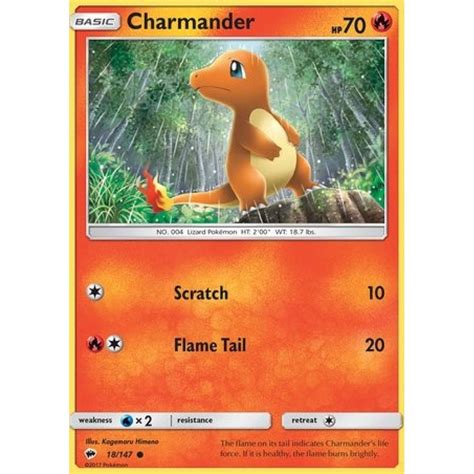 BASIC
Charmander
HP 70
NO. 004 Lizard Pokémon HT: 2'00" WT: 18.7 lbs.
Scratch 10
Flame Tail 20
weakness ×2 resistance retreat
Illus. Kagemaru Himeno
18/147
©2017 Pokémon
The flame on its tail indicates Charmander's life
force. If it is healthy, the flame burns brightly.